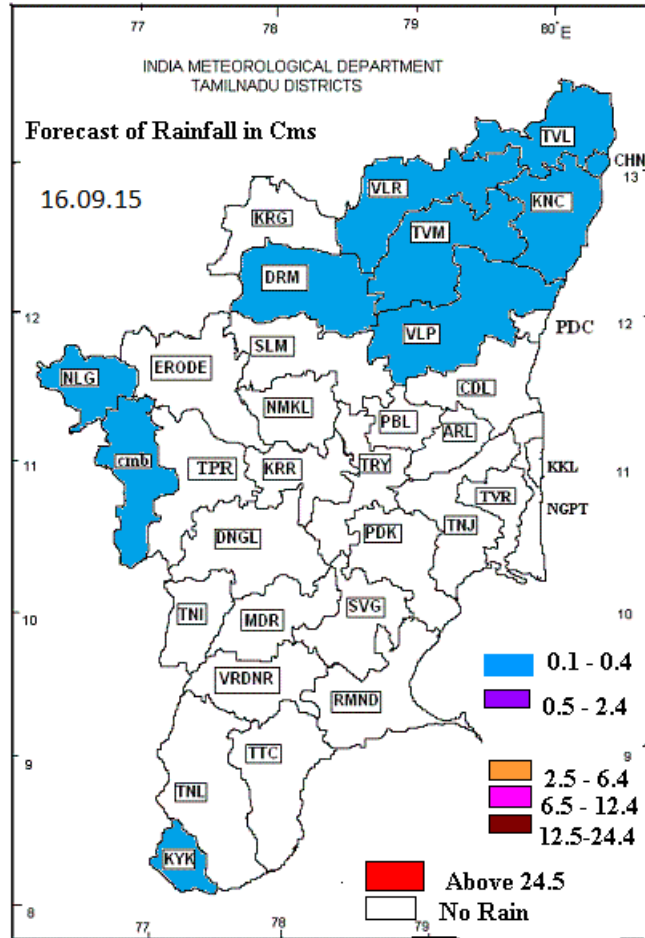 77 78 79 80°E
INDIA METEOROLOGICAL DEPARTMENT
TAMILNADU DISTRICTS
Forecast of Rainfall in Cms
16.09.15
TVL
CHN
13 13
VLR
KNC
KRG
TVM
DRM
12 12
PDC
VLP
SLM
ERODE
NLG
CDL
NMKL
PBL
ARL
cmb
11 TPR KRR TRY KKL 11
TVR
NGPT
TNJ
DNGL PDK
10 TNI MDR SVG 10
0.1 - 0.4
VRDNR
RMND
0.5 - 2.4
9 TTC 9
2.5 - 6.4
TNL
6.5 - 12.4
12.5-24.4
KYK
Above 24.5
8 No Rain 8
77 78 79